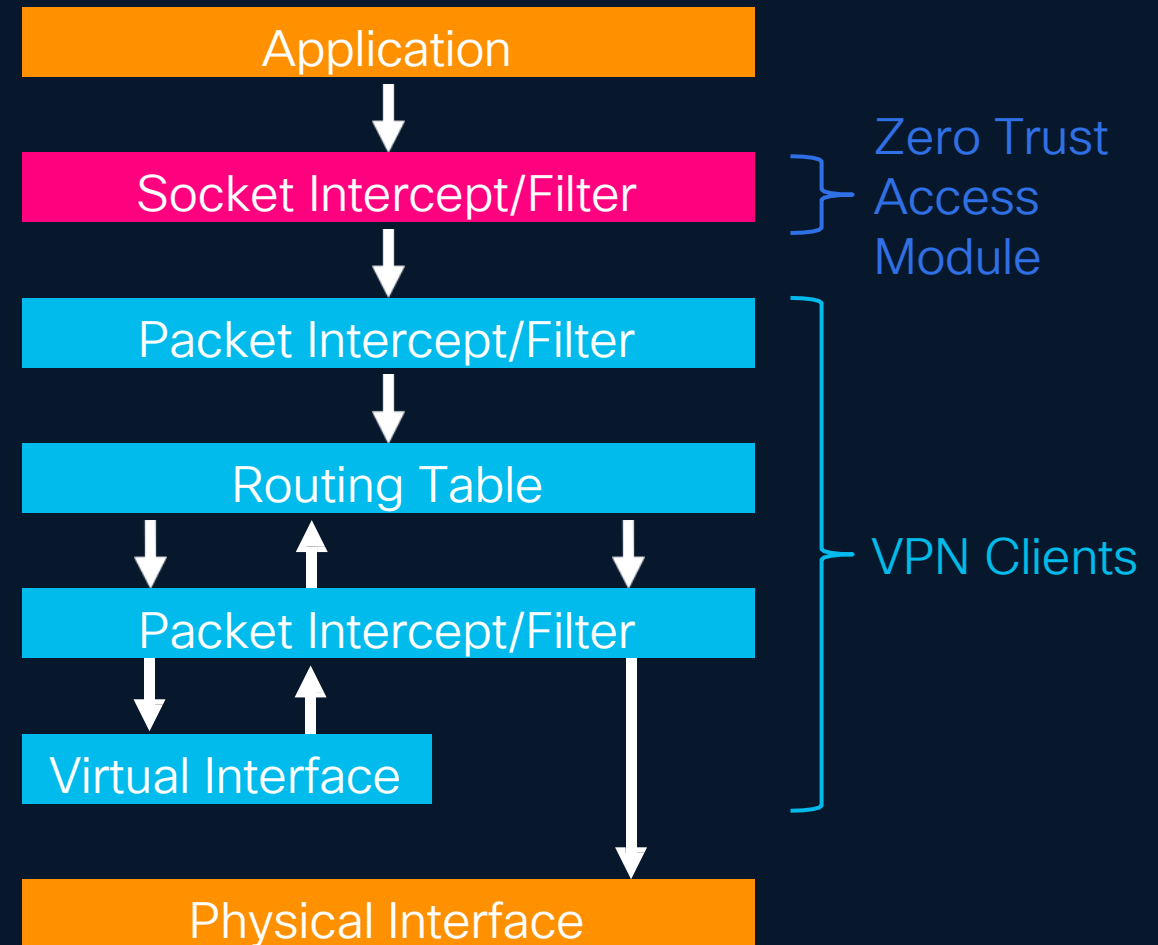 Application
Zero Trust
Access
Module
Socket Intercept/Filter
Packet Intercept/Filter
Routing Table
VPN Clients
Packet Intercept/Filter
Virtual Interface
Physical Interface